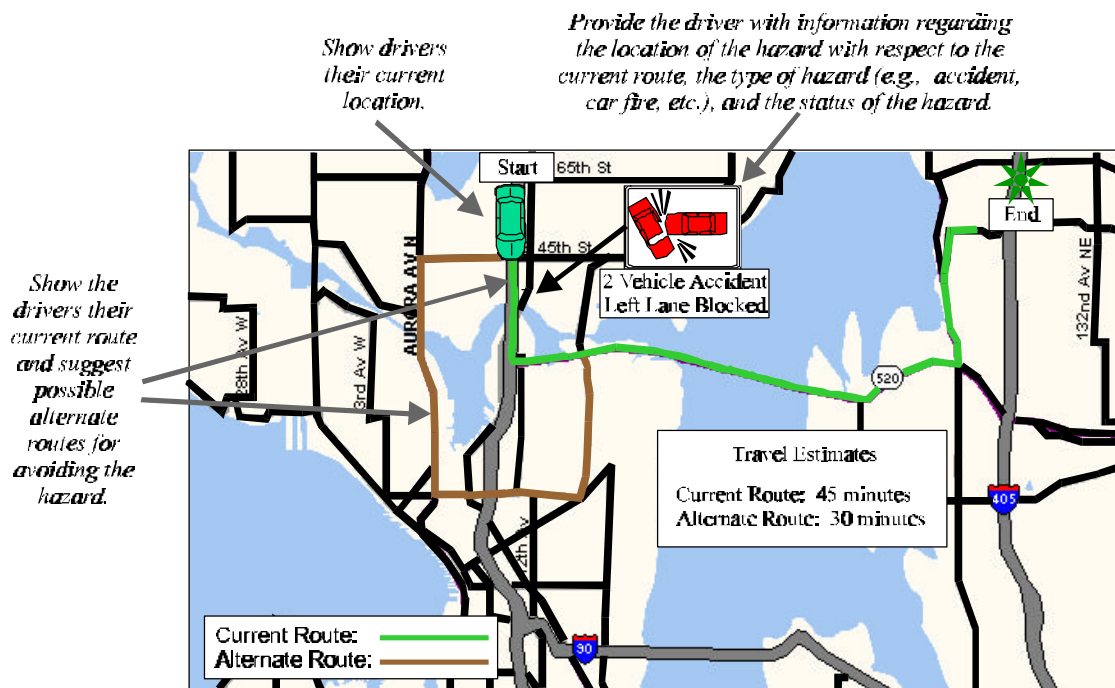 Provide the driver with information regarding
the location of the hazard with respect to the
current route, the type of hazard (e.g., accident,
car fire, etc.), and the status of the hazard.
Show drivers
their current
location.
Start
65th St
End
45th St
AURORA AV N
2 Vehicle Accident
Left Lane Blocked
132nd Av NE
Show the
drivers their
current route
and suggest
possible
alternate
routes for
avoiding the
hazard.
28th Av W
3rd Av W
520
Travel Estimates
Current Route: 45 minutes
Alternate Route: 30 minutes
405
12th Av
90
Current Route:
Alternate Route: